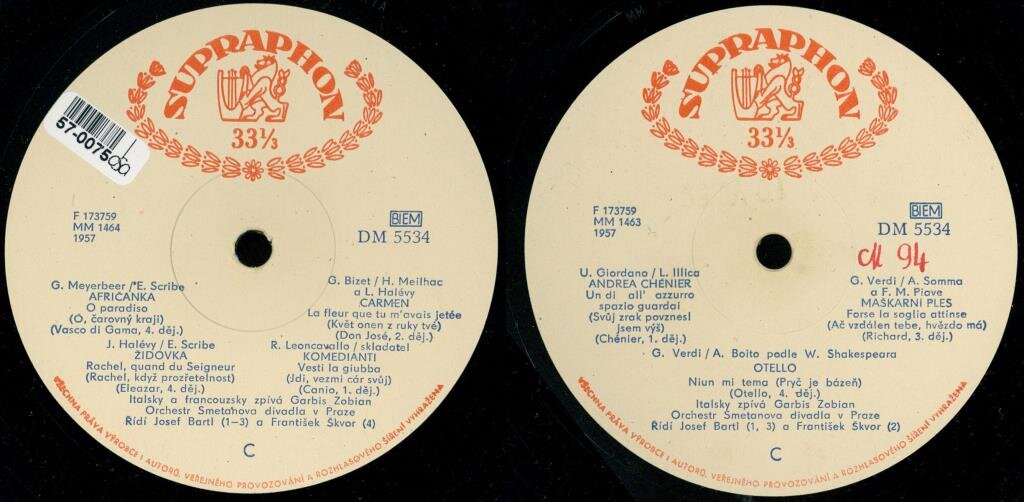 SUPRAPHON
33⅓
57-0075
F 173759
MM 1464
1957
BIEM
DM 5534
G. Meyerbeer / E. Scribe
AFRIČANKA
O paradiso
(Ó, čarovný kraji)
(Vasco di Gama, 4. děj.)
J. Halévy / E. Scribe
ŽIDOVKA
Rachel, quand du Seigneur
(Rachel, když prozřetelnost)
(Eleazar, 4. děj.)
G. Bizet / H. Meilhac
a L. Halévy
CARMEN
La fleur que tu m'avais jetée
(Květ onen z ruky tvé)
(Don José, 2. děj.)
R. Leoncavallo / skladatel
KOMEDIANTI
Vesti la giubba
(Jdi, vezmi cár svůj)
(Canio, 1. děj.)
Italsky a francouzsky zpívá Garbis Zobian
Orchestr Smetanova divadla v Praze
Řídí Josef Bartl (1-3) a František Škvor (4)
C
VŠECHNA PRÁVA VÝROBCE I AUTORŮ, VEŘEJNÉHO PROVOZOVÁNÍ A ROZHLASOVÉHO ŠÍŘENÍ VYHRAŽENA
SUPRAPHON
33⅓
F 173759
MM 1463
1957
BIEM
DM 5534
M 94
U. Giordano / L. Illica
ANDREA CHÉNIER
Un di all' azzurro
spazio guardai
(Svůj zrak povznesl
jsem výš)
(Chénier, 1. děj.)
G. Verdi / A. Somma
a F. M. Piave
MAŠKARNÍ PLES
Forse la soglio attinse
(Ač vzdálen tebe, hvězdo má)
(Richard, 3. děj.)
G. Verdi / A. Boito podle W. Shakespeara
OTELLO
Niun mi tema (Pryč je bázeň)
(Otello, 4. děj.)
Italsky zpívá Garbis Zobian
Orchestr Smetanova divadla v Praze
Řídí Josef Bartl (1, 3) a František Škvor (2)
C
VŠECHNA PRÁVA VÝROBCE I AUTORŮ, VEŘEJNÉHO PROVOZOVÁNÍ A ROZHLASOVÉHO ŠÍŘENÍ VYHRAŽENA